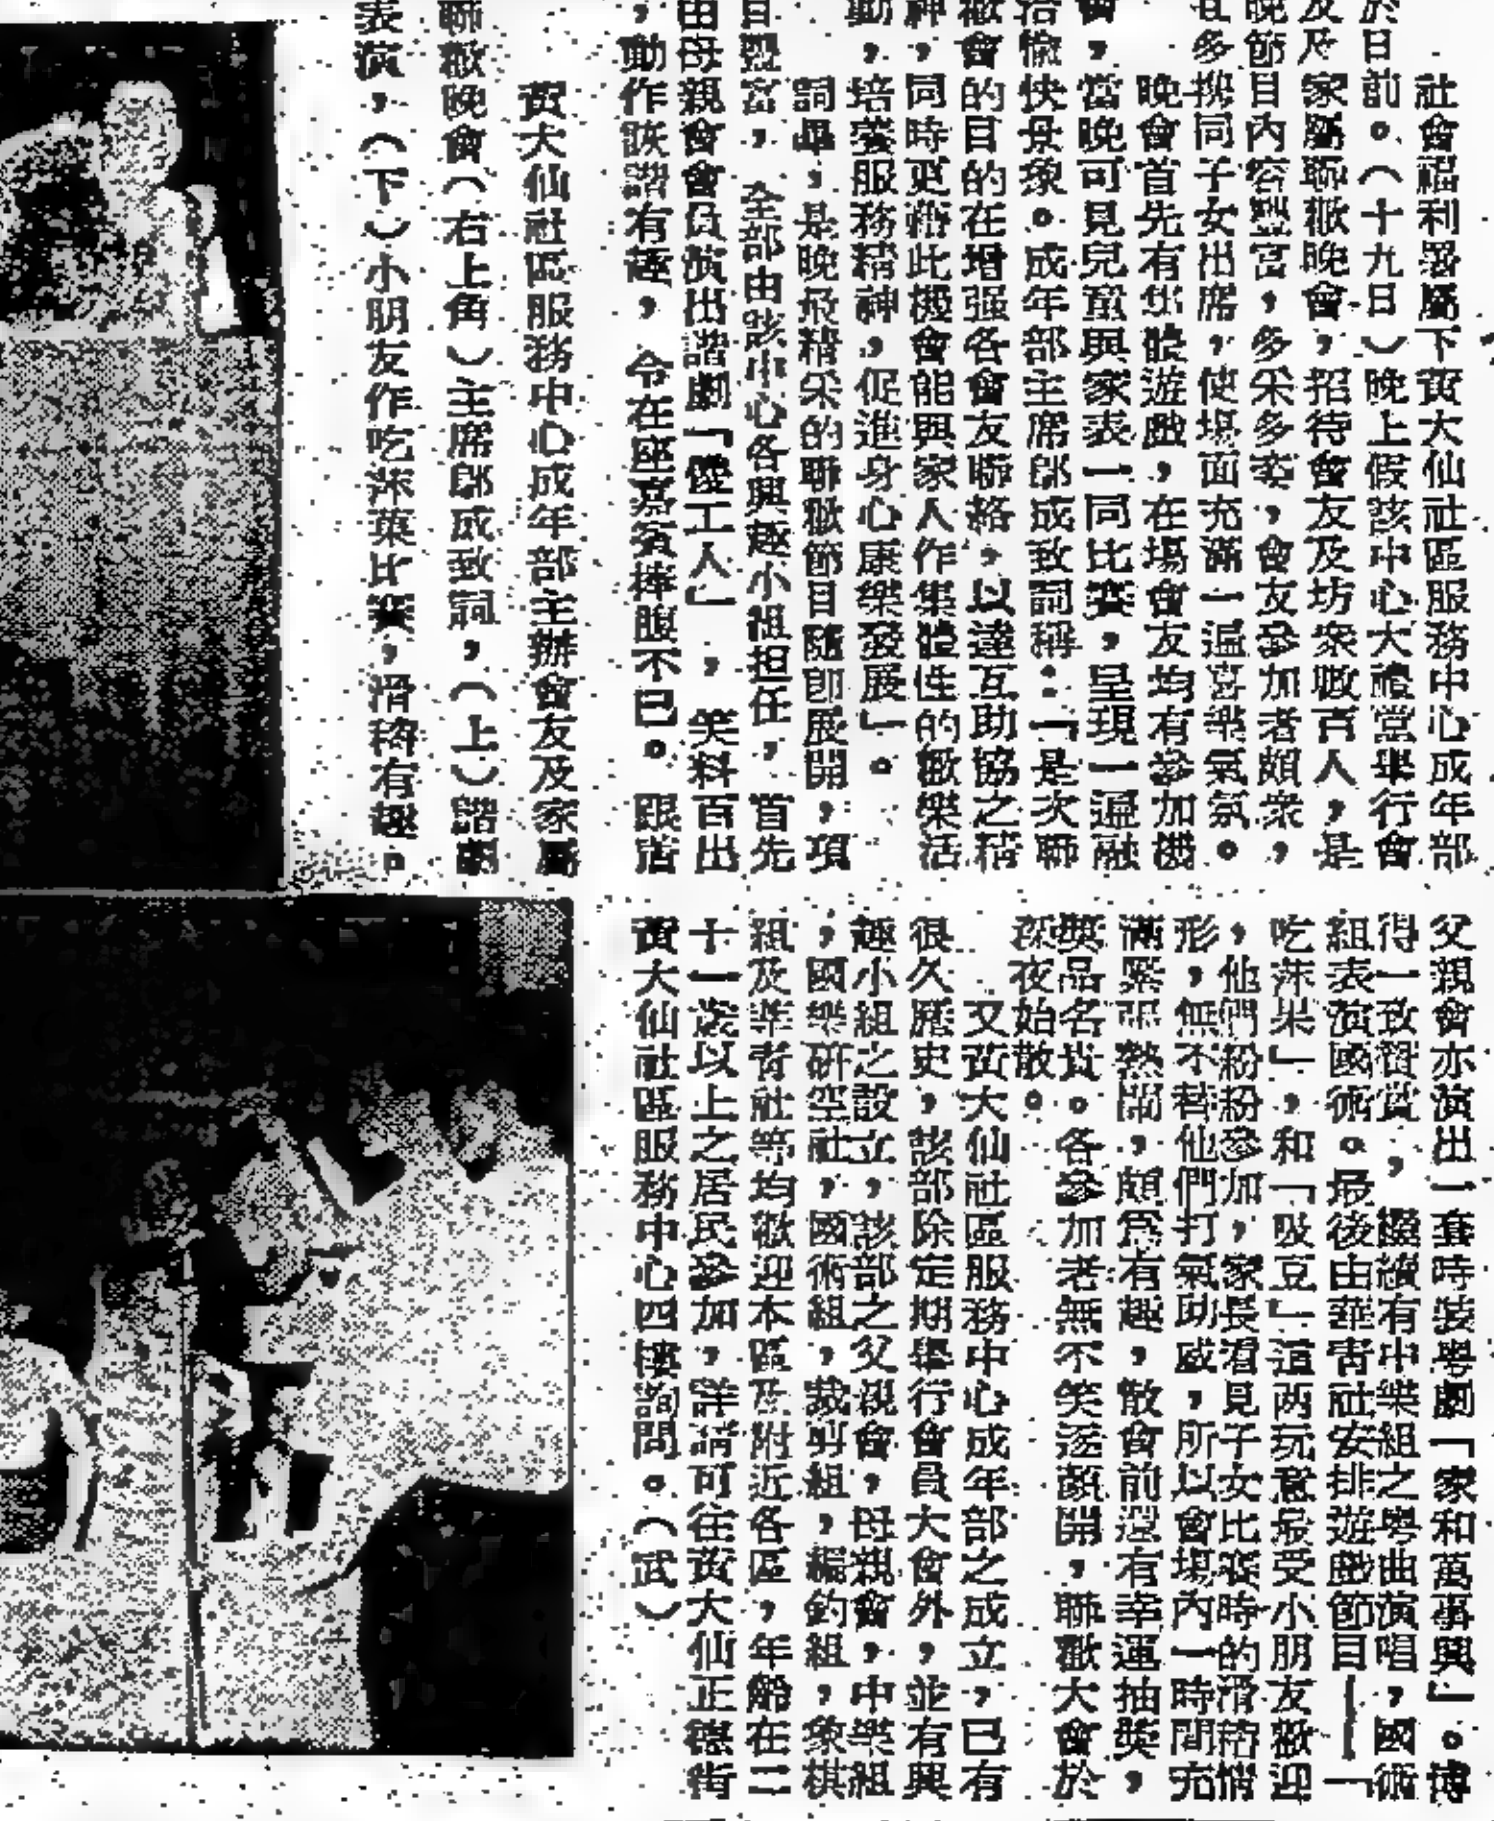 社會福利署屬下黃大仙社區服務中心成年部
於日前。（十九日）晚上假該中心大禮堂舉行會
及家屬聯歡晚會，招待會友及坊衆數百人，是
晚節目內容豐富，多采多姿，會友參加者頗衆，
且多携同子女出席，使場面充滿一遍喜樂氣氛。
晚會首先有集體遊戲，在場會友均有參加機
會，當晚可見兒童與家長一同比賽，呈現一遍融
洽愉快景象。成年部主席鄔成致詞稱：「是次聯
歡會的目的在增强各會友聯絡，以達互助協之精
神，同時更藉此機會能與家人作集體性的歡樂活
動，培養服務精神，促進身心康樂發展」。
詞畢，是晚最精采的聯歡節目隨即展開，項
目豐富，全部由該中心各興趣小組担任，首先
由母親會會員演出諧劇「優工人」，笑料百出
，動作詼諧有趣，令在座嘉賓捧腹不已。跟着
黃大仙社區服務中心成年部主辦會友及家屬
聯歡晚會（右上角）主席鄔成致詞，（上）諧劇
表演，（下）小朋友作吃蘋菓比賽，滑稽有趣。
父親會亦演出一套時裝粵劇「家和萬事興」。博
得一致贊賞，繼續有中樂組之粵曲演唱，國術
組表演國術。最後由華青社安排遊戲節目——「
吃蘋果」，和「吸豆」這两玩意最受小朋友歡迎
，他們紛紛參加，家長看見子女比賽時的滑稽情
形，無不替他們打氣助威，所以會場內一時間充
滿緊張熱鬧，頗爲有趣，散會前還有幸運抽獎，
獎品名貴。各參加者無不笑逐顏開，聯歡大會於
深夜始散。
又黃大仙社區服務中心成年部之成立，已有
很久歷史，該部除定期舉行會員大會外，並有興
趣小組之設立，該部之父親會，母親會，中樂組
，國樂研空社，國術組，裁剪組，編鈎組，象棋
組及華青社等均歡迎本區及附近各區，年齡在二
十一歲以上之居民參加，詳請可往黃大仙正德街
黃大仙社區服務中心四樓詢問。（武）